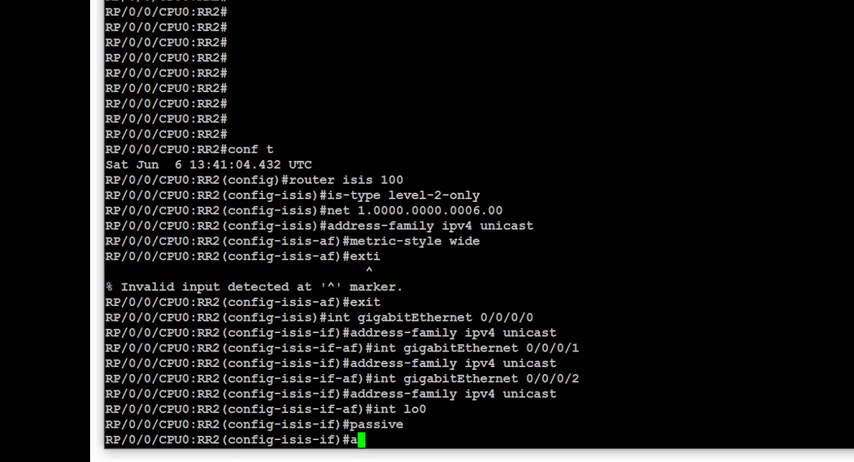 RP/0/0/CPU0:RR2#
RP/0/0/CPU0:RR2#
RP/0/0/CPU0:RR2#
RP/0/0/CPU0:RR2#
RP/0/0/CPU0:RR2#
RP/0/0/CPU0:RR2#
RP/0/0/CPU0:RR2#
RP/0/0/CPU0:RR2#
RP/0/0/CPU0:RR2#
RP/0/0/CPU0:RR2#conf t
Sat Jun  6 13:41:04.432 UTC
RP/0/0/CPU0:RR2(config)#router isis 100
RP/0/0/CPU0:RR2(config-isis)#is-type level-2-only
RP/0/0/CPU0:RR2(config-isis)#net 1.0000.0000.0006.00
RP/0/0/CPU0:RR2(config-isis)#address-family ipv4 unicast
RP/0/0/CPU0:RR2(config-isis-af)#metric-style wide
RP/0/0/CPU0:RR2(config-isis-af)#exti
^
% Invalid input detected at '^' marker.
RP/0/0/CPU0:RR2(config-isis-af)#exit
RP/0/0/CPU0:RR2(config-isis)#int gigabitEthernet 0/0/0/0
RP/0/0/CPU0:RR2(config-isis-if)#address-family ipv4 unicast
RP/0/0/CPU0:RR2(config-isis-if-af)#int gigabitEthernet 0/0/0/1
RP/0/0/CPU0:RR2(config-isis-if)#address-family ipv4 unicast
RP/0/0/CPU0:RR2(config-isis-if-af)#int gigabitEthernet 0/0/0/2
RP/0/0/CPU0:RR2(config-isis-if)#address-family ipv4 unicast
RP/0/0/CPU0:RR2(config-isis-if-af)#int lo0
RP/0/0/CPU0:RR2(config-isis-if)#passive
RP/0/0/CPU0:RR2(config-isis-if)#a